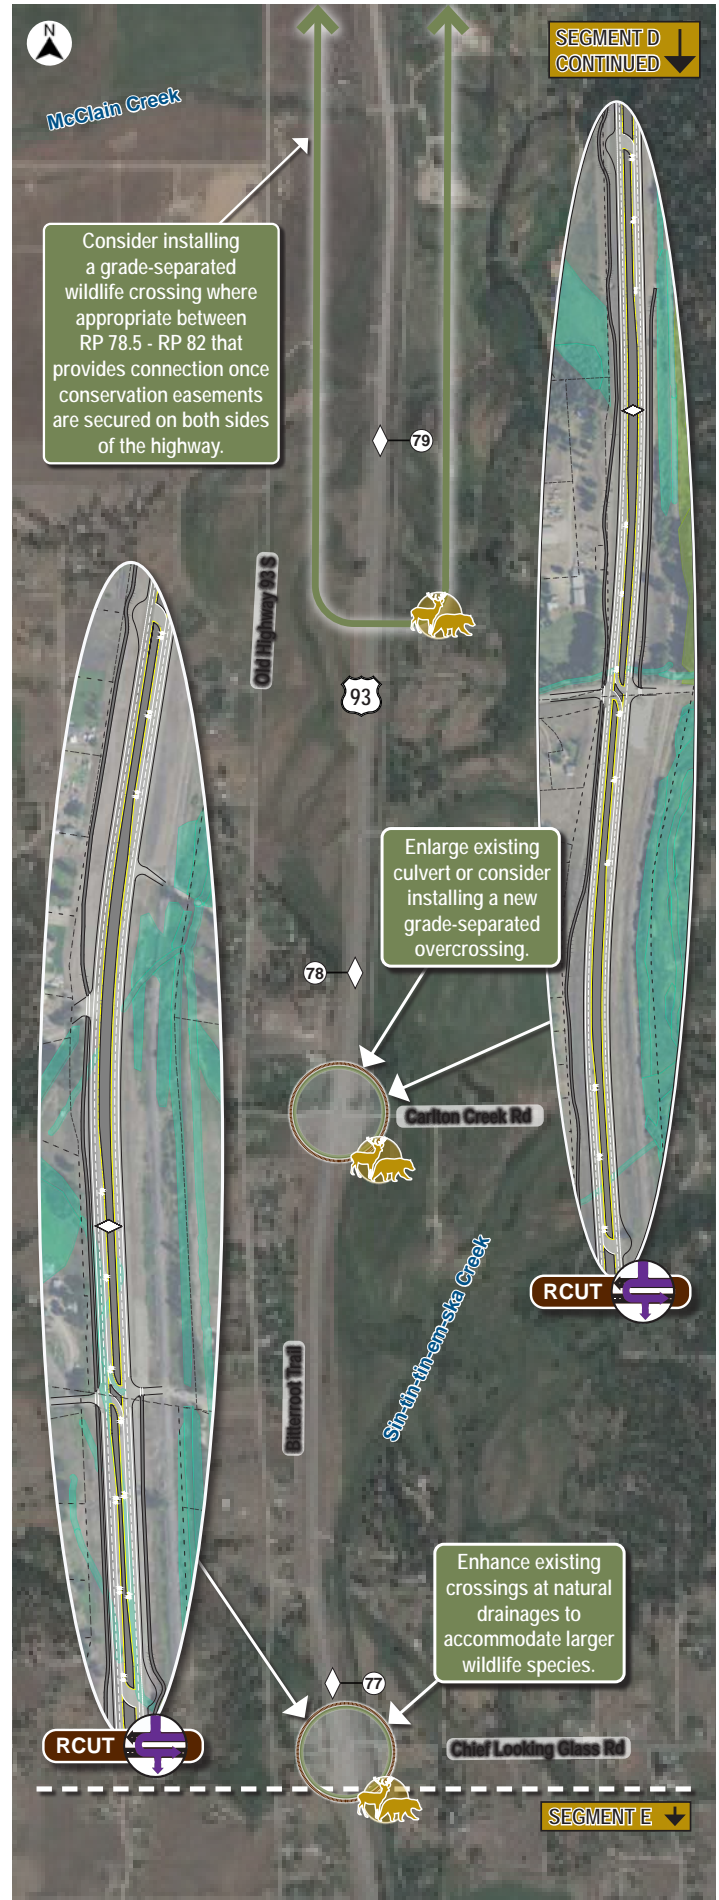 N
SEGMENT D
CONTINUED
McClain Creek
Consider installing
a grade-separated
wildlife crossing where
appropriate between
RP 78.5 - RP 82 that
provides connection once
conservation easements
are secured on both sides
of the highway.
79
Old Highway 93 S
93
Enlarge existing
culvert or consider
installing a new
grade-separated
overcrossing.
78
Carlton Creek Rd
Sin-tin-tin-em-ska Creek
RCUT
Bitterroot Trail
Enhance existing
crossings at natural
drainages to
accommodate larger
wildlife species.
77
RCUT
Chief Looking Glass Rd
SEGMENT E